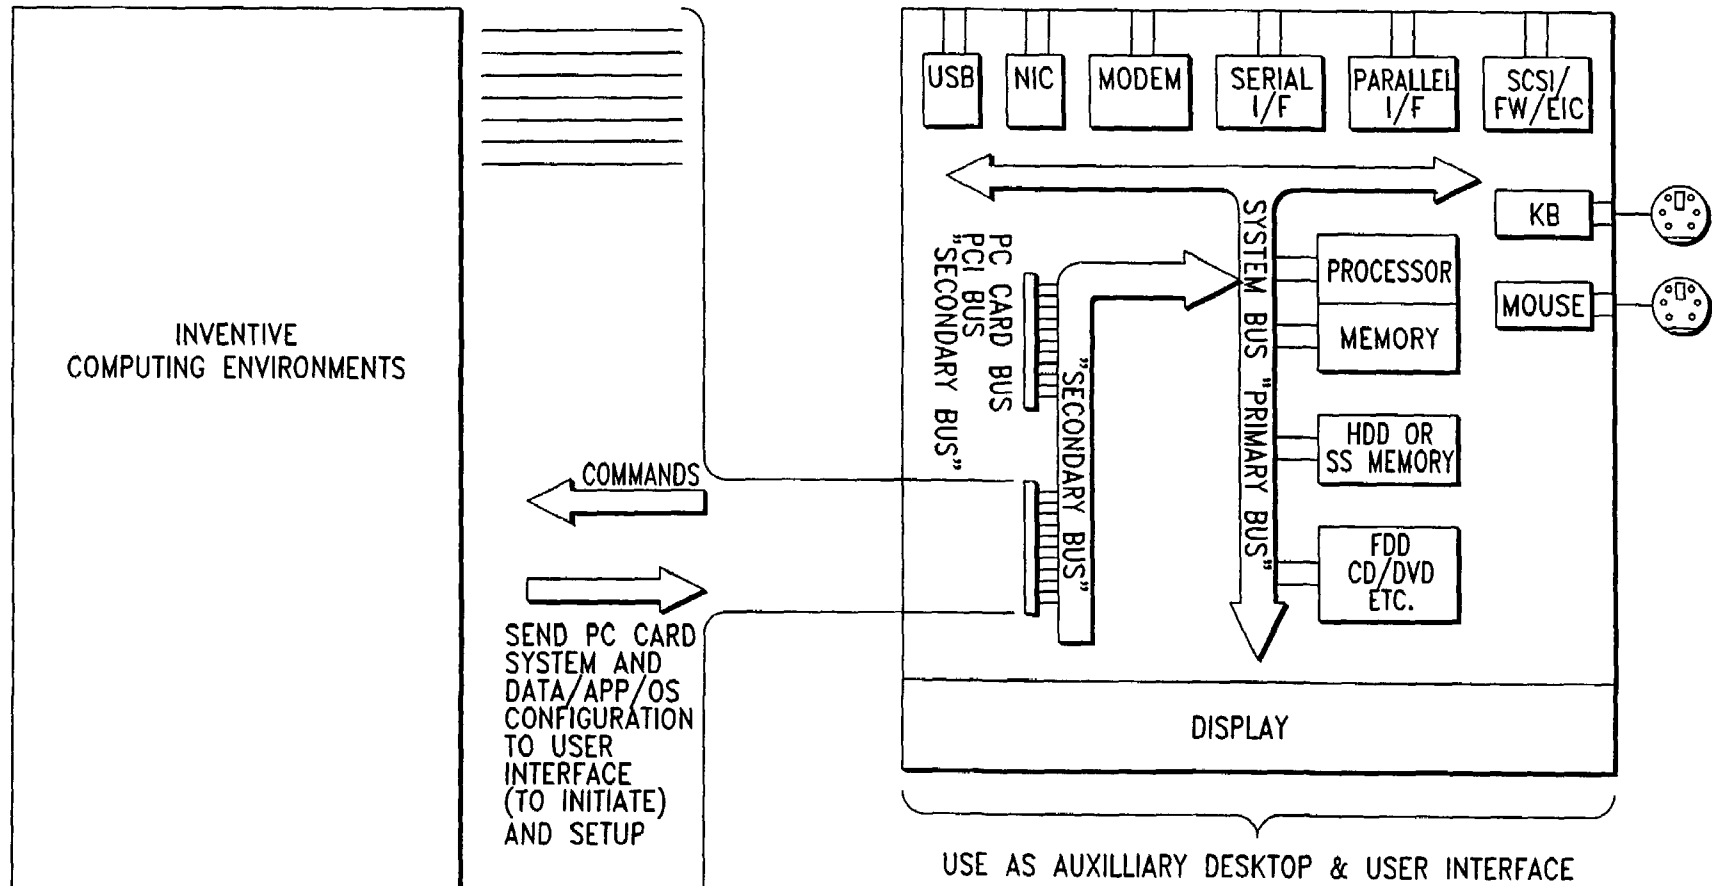 INVENTIVE
COMPUTING ENVIRONMENTS
COMMANDS
SEND PC CARD
SYSTEM AND
DATA/APP/OS
CONFIGURATION
TO USER
INTERFACE
(TO INITIATE)
AND SETUP
USB
NIC
MODEM
SERIAL
I/F
PARALLEL
I/F
SCSI/
FW/EIC
KB
MOUSE
PC CARD BUS
PCI BUS
"SECONDARY BUS"
"SECONDARY BUS"
SYSTEM BUS "PRIMARY BUS"
PROCESSOR
MEMORY
HDD OR
SS MEMORY
FDD
CD/DVD
ETC.
DISPLAY
USE AS AUXILLIARY DESKTOP & USER INTERFACE